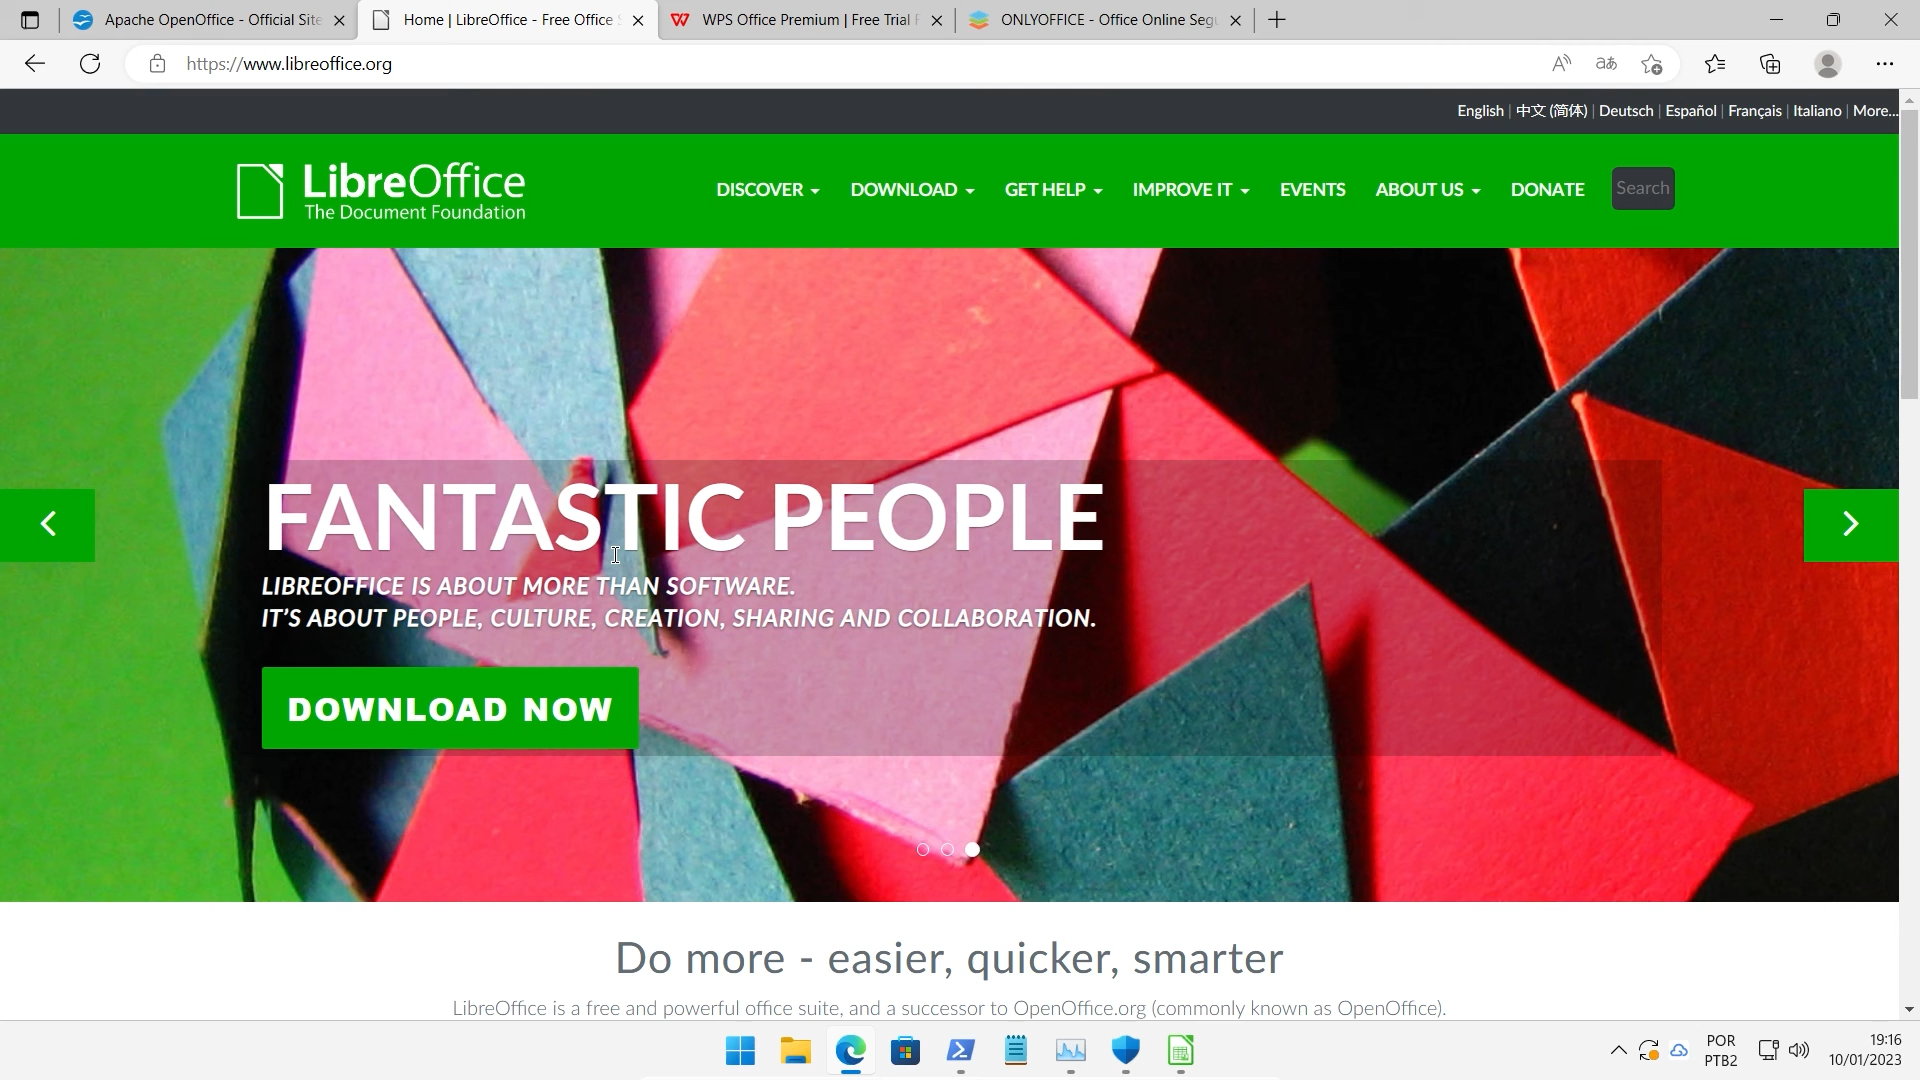 Apache OpenOffice - Official Site
Home | LibreOffice - Free Office S
WPS Office Premium | Free Trial F
ONLYOFFICE - Office Online Segu
https://www.libreoffice.org
English | 中文 (简体) | Deutsch | Español | Français | Italiano | More...
LibreOffice
The Document Foundation
DISCOVER
DOWNLOAD
GET HELP
IMPROVE IT
EVENTS
ABOUT US
DONATE
Search
FANTASTIC PEOPLE
LIBREOFFICE IS ABOUT MORE THAN SOFTWARE.
IT'S ABOUT PEOPLE, CULTURE, CREATION, SHARING AND COLLABORATION.
DOWNLOAD NOW
Do more - easier, quicker, smarter
LibreOffice is a free and powerful office suite, and a successor to OpenOffice.org (commonly known as OpenOffice).
POR
PTB2
19:16
10/01/2023